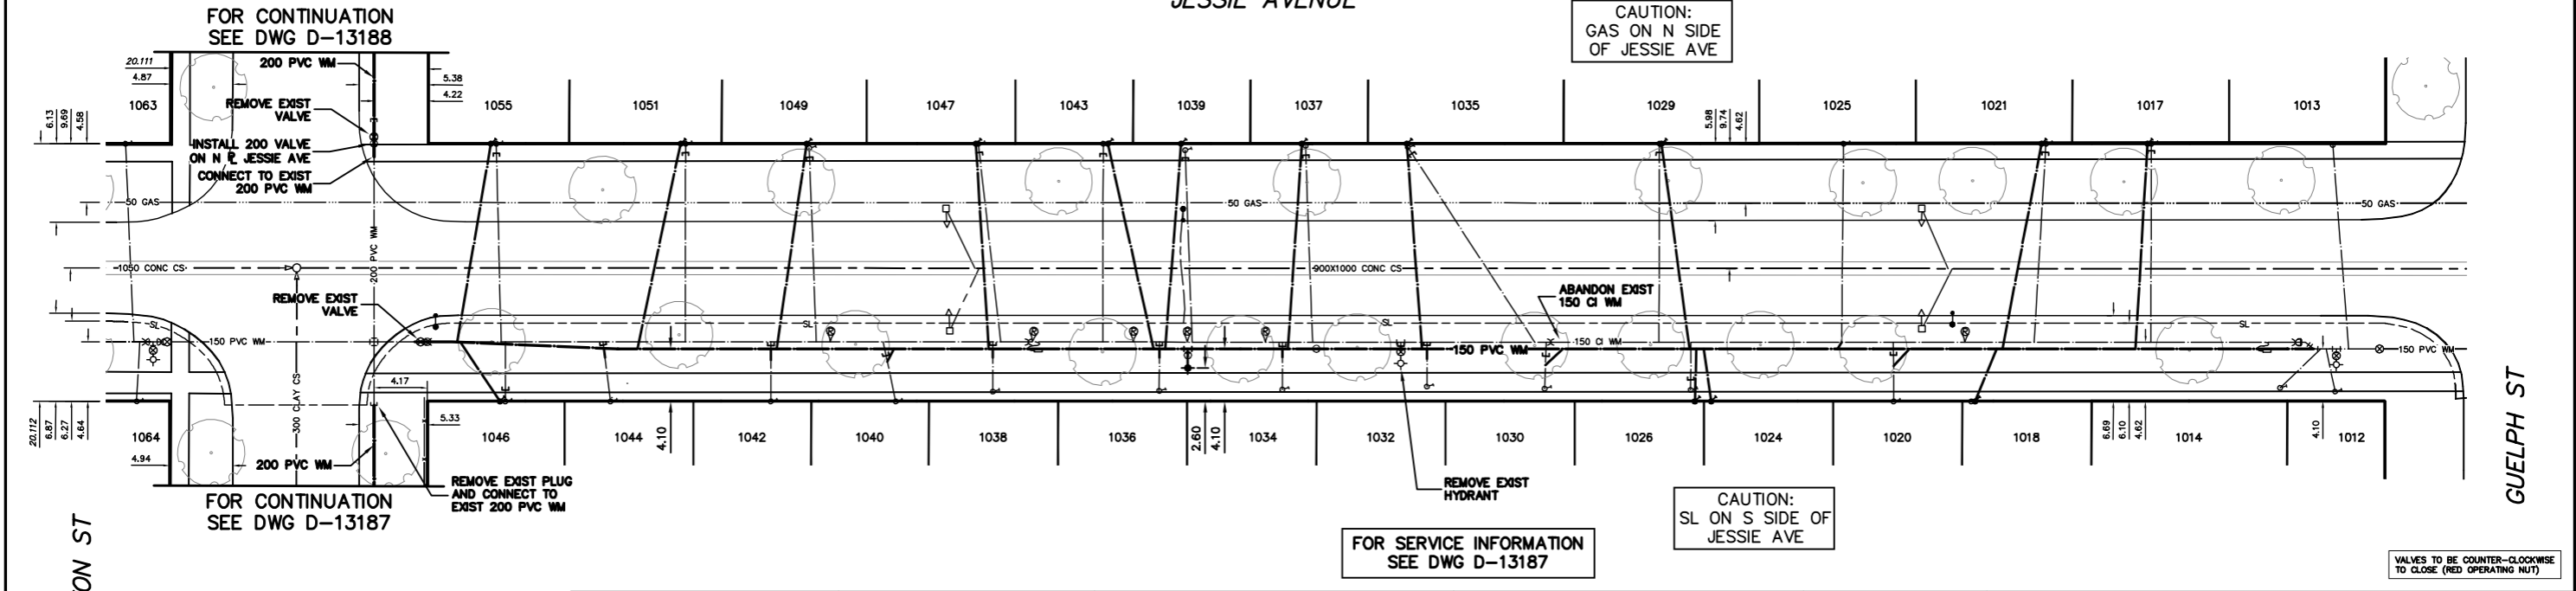 JESSIE AVENUE
FOR CONTINUATION
SEE DWG D-13188
CAUTION:
GAS ON N SIDE
OF JESSIE AVE
20.111
4.87
200 PVC WM
5.38
4.22
1063
REMOVE EXIST
VALVE
1055
1051
1049
1047
1043
1039
1037
1035
1029
5.98
9.74
4.62
1025
1021
1017
1013
6.13
9.69
4.58
INSTALL 200 VALVE
ON N PL JESSIE AVE
CONNECT TO EXIST
200 PVC WM
50 GAS
50 GAS
50 GAS
200 PVC WM
1050 CONC CS
900X1000 CONC CS
REMOVE EXIST
VALVE
ABANDON EXIST
150 CI WM
SL
SL
SL
SL
150 PVC WM
150 CI WM
150 PVC WM
150 PVC WM
300 CLAY CS
4.17
5.33
20.112
6.87
6.27
4.64
1064
4.94
1046
1044
4.10
1042
1040
1038
1036
2.60
4.10
1034
1032
1030
1026
1024
1020
1018
6.69
6.10
4.62
1014
4.10
1012
200 PVC WM
REMOVE EXIST PLUG
AND CONNECT TO
EXIST 200 PVC WM
REMOVE EXIST
HYDRANT
FOR CONTINUATION
SEE DWG D-13187
CAUTION:
SL ON S SIDE OF
JESSIE AVE
GUELPH ST
ON ST
FOR SERVICE INFORMATION
SEE DWG D-13187
VALVES TO BE COUNTER-CLOCKWISE
TO CLOSE (RED OPERATING NUT)